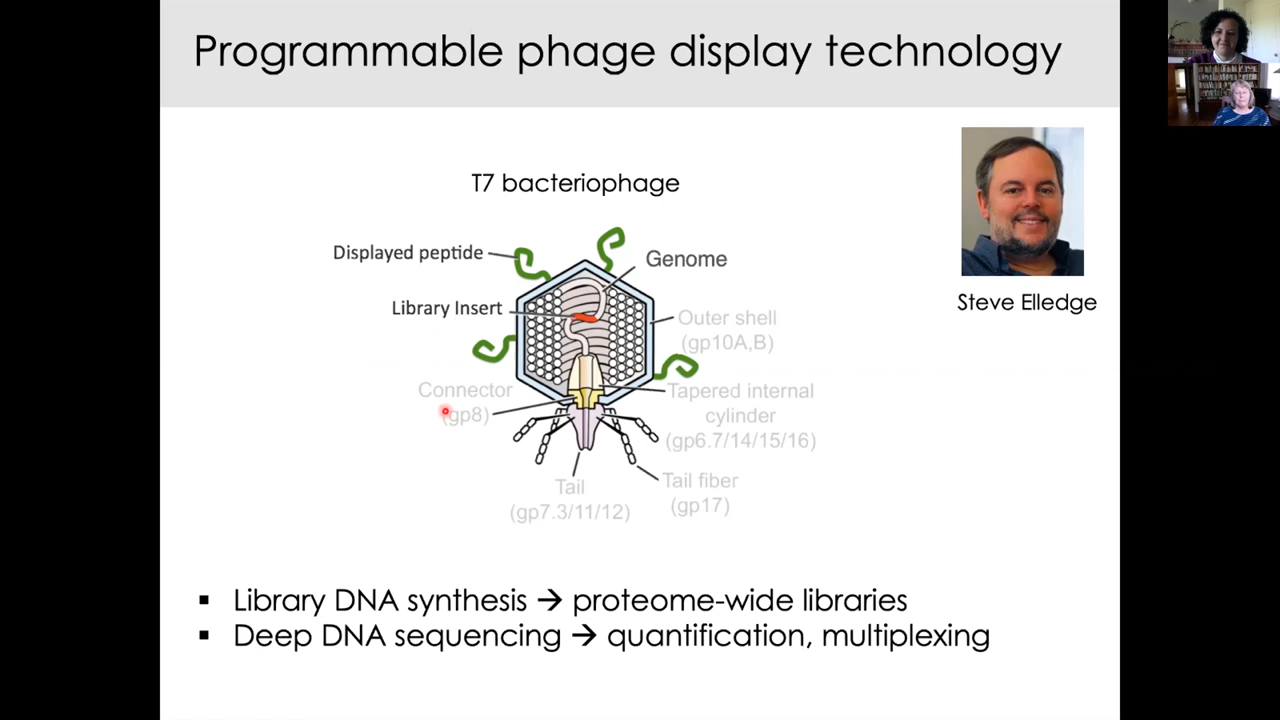 Programmable phage display technology
T7 bacteriophage
Displayed peptide
Genome
Library Insert
Outer shell
(gp10A,B)
Steve Elledge
Connector
(gp8)
Tapered internal
cylinder
(gp6.7/14/15/16)
Tail
(gp7.3/11/12)
Tail fiber
(gp17)
▪ Library DNA synthesis → proteome-wide libraries
▪ Deep DNA sequencing → quantification, multiplexing